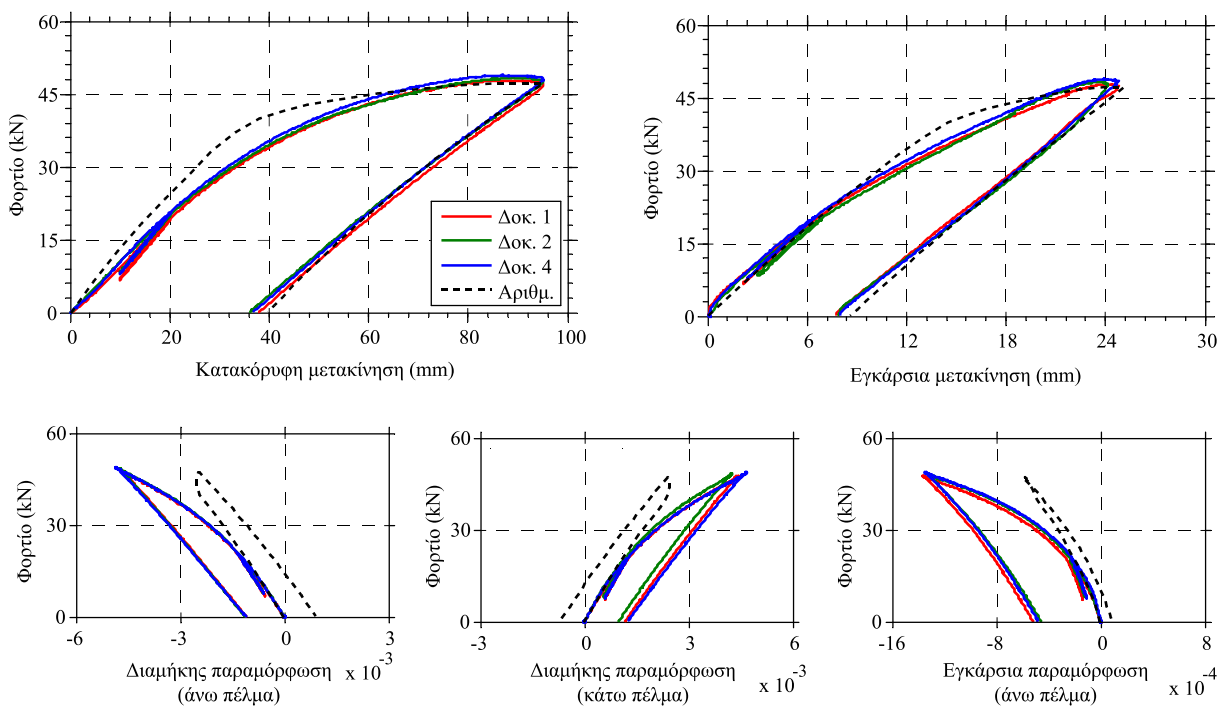 60
45
30
15
0
Φορτίο (kN)
0 20 40 60 80 100
Κατακόρυφη μετακίνηση (mm)
Δοκ. 1
Δοκ. 2
Δοκ. 4
Αριθμ.
60
45
30
15
0
Φορτίο (kN)
0 6 12 18 24 30
Εγκάρσια μετακίνηση (mm)
60
30
0
Φορτίο (kN)
-6 -3 0 3
Διαμήκης παραμόρφωση x 10⁻³
(άνω πέλμα)
60
30
0
Φορτίο (kN)
-3 0 3 6
Διαμήκης παραμόρφωση x 10⁻³
(κάτω πέλμα)
60
30
0
Φορτίο (kN)
-16 -8 0 8
Εγκάρσια παραμόρφωση x 10⁻⁴
(άνω πέλμα)